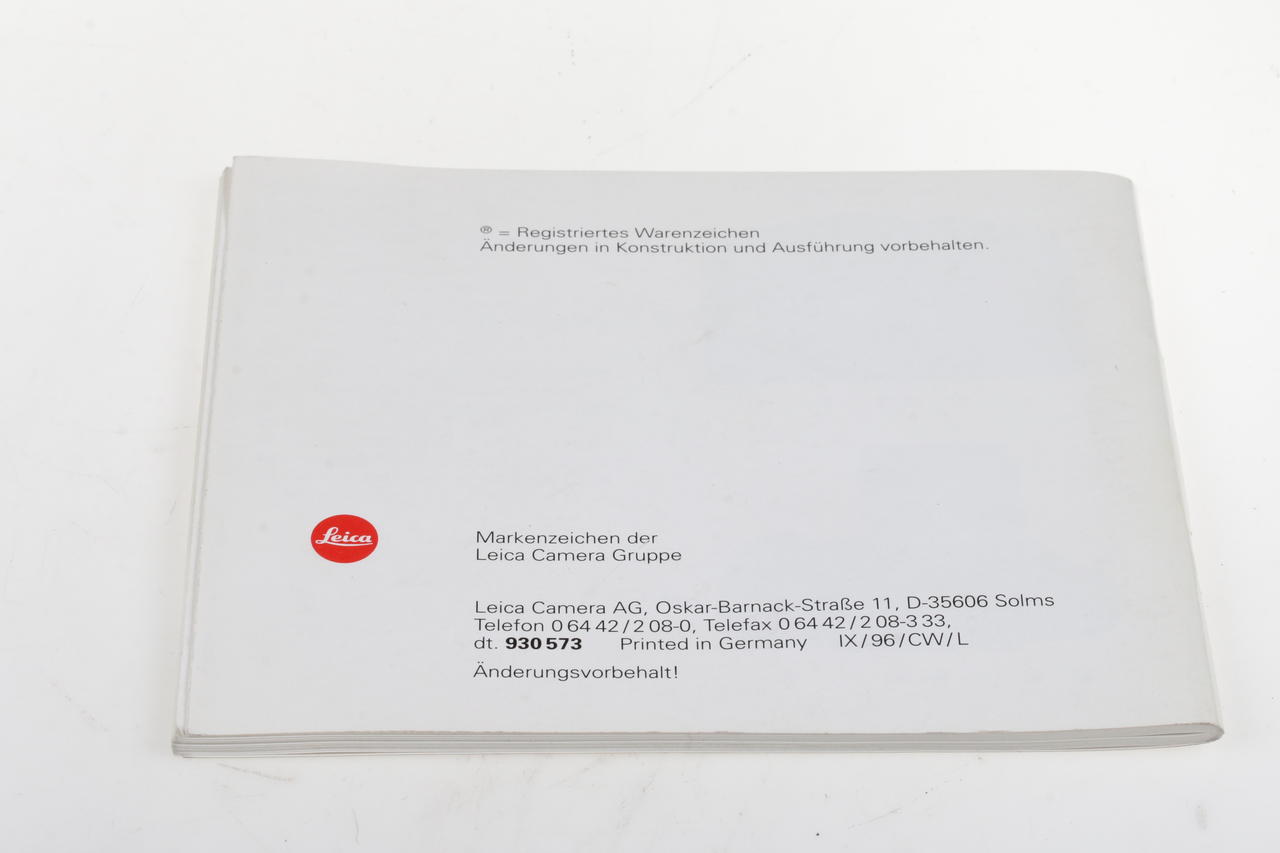 ® = Registriertes Warenzeichen
Änderungen in Konstruktion und Ausführung vorbehalten.
Leica
Markenzeichen der
Leica Camera Gruppe
Leica Camera AG, Oskar-Barnack-Straße 11, D-35606 Solms
Telefon 0 64 42 / 2 08-0, Telefax 0 64 42 / 2 08-3 33,
dt. 930 573 Printed in Germany IX/96/CW/L
Änderungsvorbehalt!